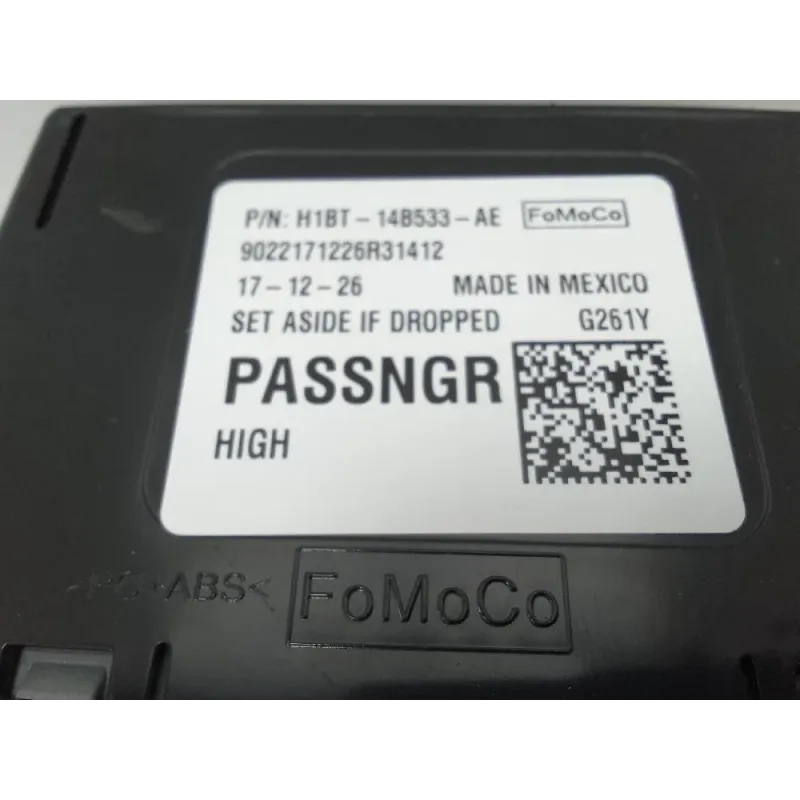 P/N: H1BT-14B533-AE FoMoCo
9022171226R31412
17-12-26 MADE IN MEXICO
SET ASIDE IF DROPPED G261Y
PASSNGR
HIGH
>PC+ABS< FoMoCo